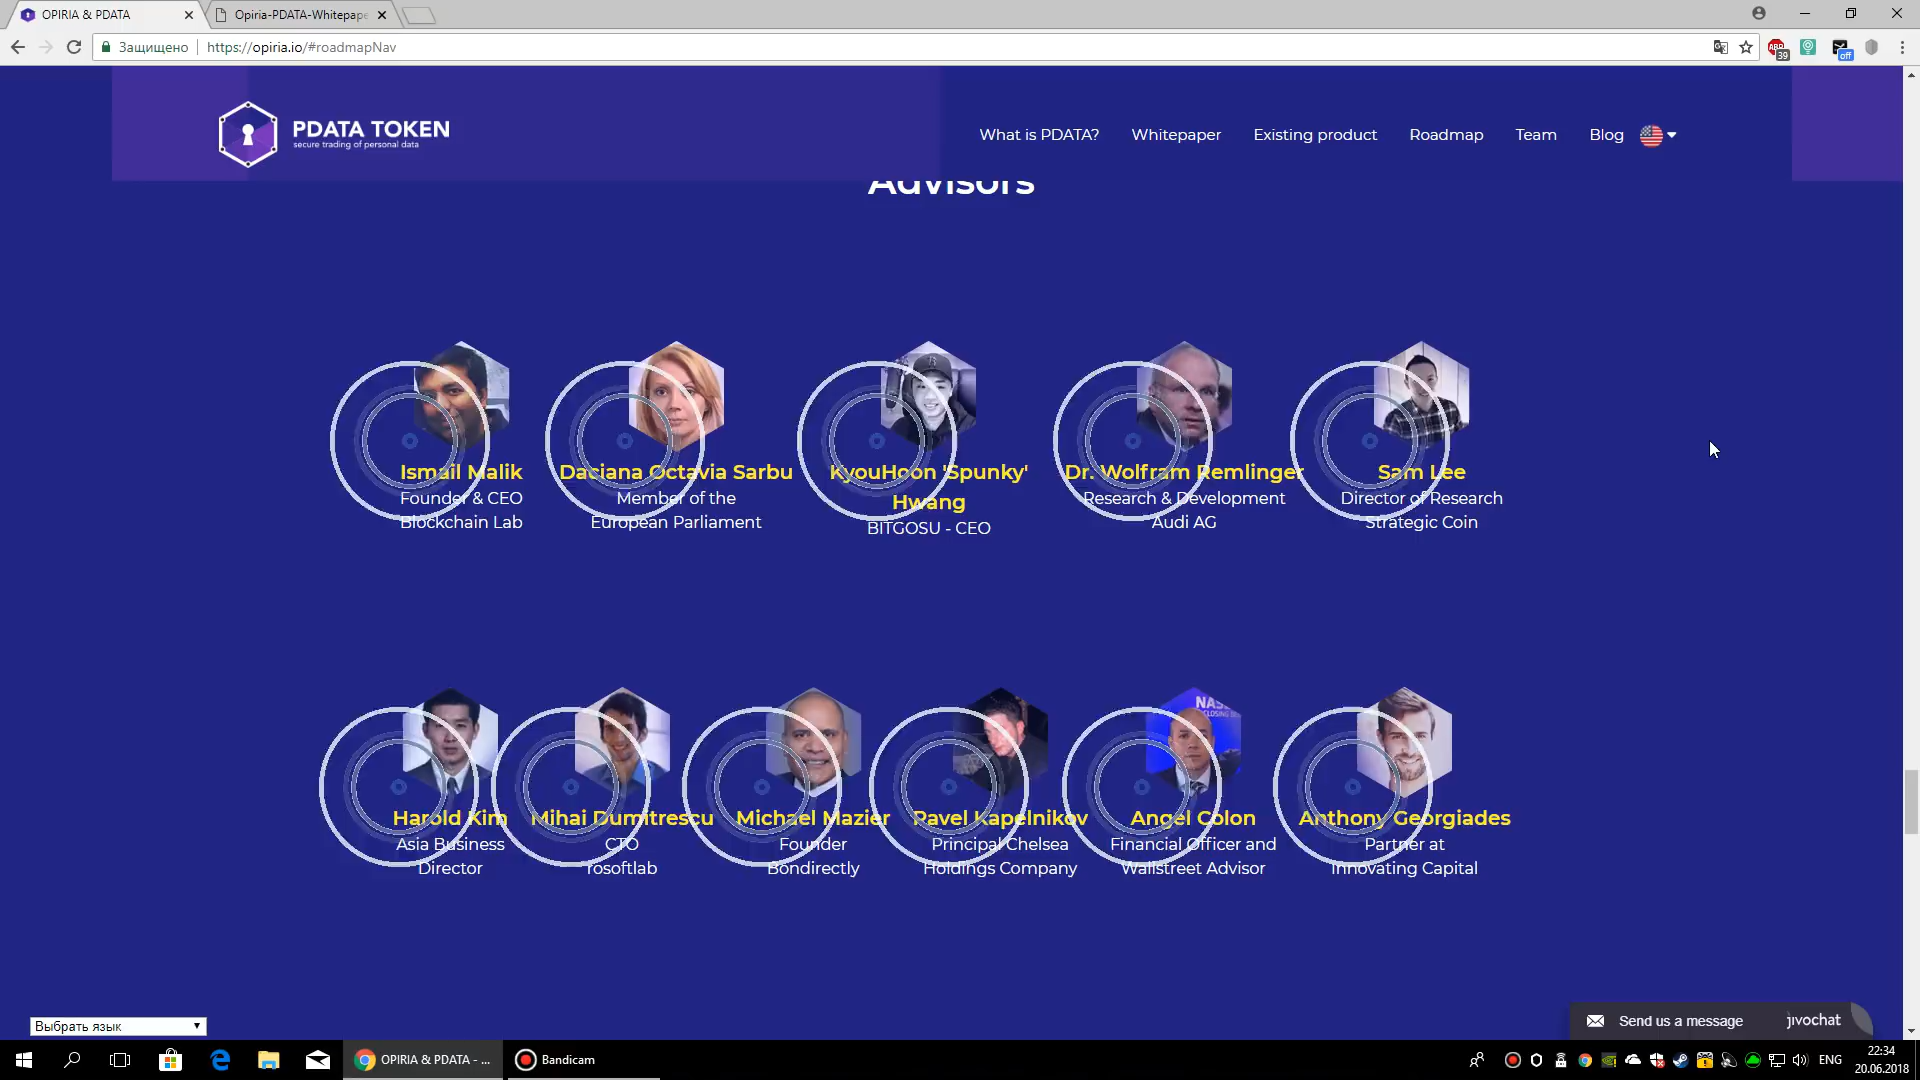 OPIRIA & PDATA
Opiria-PDATA-Whitepape
Защищено
https://opiria.io/#roadmapNav
ABP
39
off
PDATA TOKEN
secure trading of personal data
What is PDATA?
Whitepaper
Existing product
Roadmap
Team
Blog
Advisors
Ismail Malik
Founder & CEO
Blockchain Lab
Daciana Octavia Sarbu
Member of the
European Parliament
KyouHoon 'Spunky'
Hwang
BITGOSU - CEO
Dr. Wolfram Remlinger
Research & Development
Audi AG
Sam Lee
Director of Research
Strategic Coin
Harold Kim
Asia Business
Director
Mihai Dumitrescu
CTO
rosoftlab
Michael Mazier
Founder
Bondirectly
Pavel Kapelnikov
Principal Chelsea
Holdings Company
Angel Colon
Financial Officer and
Wallstreet Advisor
Anthony Georgiades
Partner at
Innovating Capital
Выбрать язык
Send us a message
jivochat
OPIRIA & PDATA - ...
Bandicam
ENG
22:34
20.06.2018